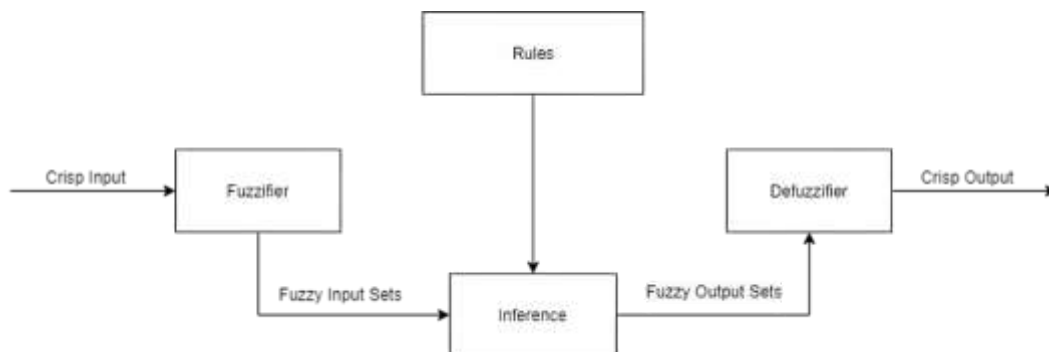 Rules
Crisp Input
Fuzzifier
Defuzzifier
Crisp Output
Fuzzy Input Sets
Inference
Fuzzy Output Sets